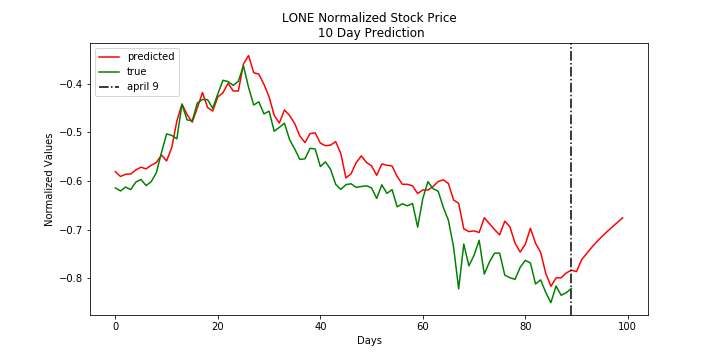 LONE Normalized Stock Price
10 Day Prediction
predicted
true
april 9
−0.4
−0.5
−0.6
−0.7
−0.8
Normalized Values
0 20 40 60 80 100
Days